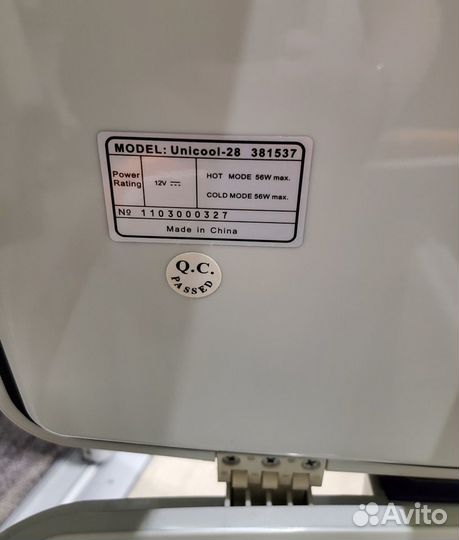 MODEL: Unicool-28 381537
Power Rating
12V ⎓
HOT MODE 56W max.
COLD MODE 56W max.
№ 1103000327
Made in China
Q.C.
PASSED
Avito